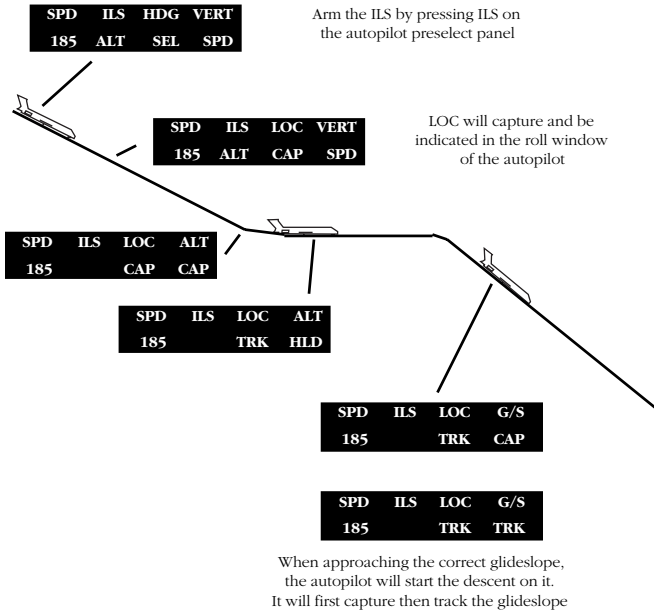 SPD ILS HDG VERT
185 ALT SEL SPD
Arm the ILS by pressing ILS on
the autopilot preselect panel
SPD ILS LOC VERT
185 ALT CAP SPD
LOC will capture and be
indicated in the roll window
of the autopilot
SPD ILS LOC ALT
185 CAP CAP
SPD ILS LOC ALT
185 TRK HLD
SPD ILS LOC G/S
185 TRK CAP
SPD ILS LOC G/S
185 TRK TRK
When approaching the correct glideslope,
the autopilot will start the descent on it.
It will first capture then track the glideslope